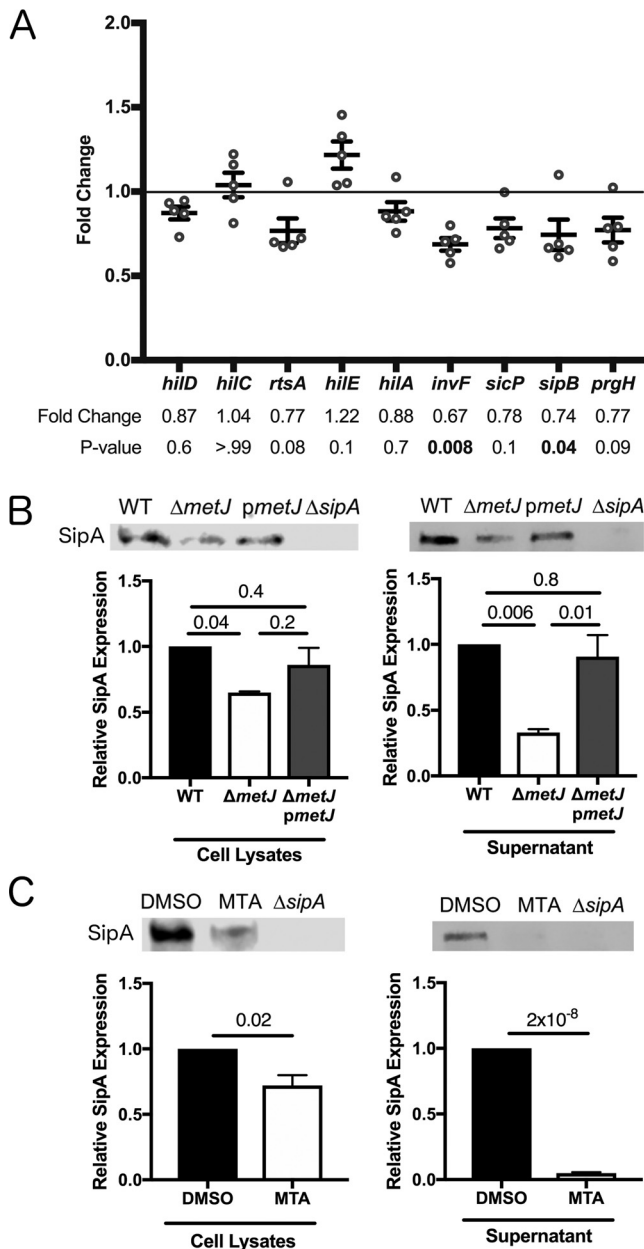 A
Fold Change
2.0
1.5
1.0
0.5
0.0
hilD hilC rtsA hilE hilA invF sicP sipB prgH
Fold Change 0.87 1.04 0.77 1.22 0.88 0.67 0.78 0.74 0.77
P-value 0.6 >.99 0.08 0.1 0.7 0.008 0.1 0.04 0.09
B
WT ΔmetJ pmetJ ΔsipA
SipA
Relative SipA Expression
1.5
1.0
0.5
0.0
0.4
0.04 0.2
WT ΔmetJ ΔmetJ
pmetJ
Cell Lysates
WT ΔmetJ pmetJ ΔsipA
Relative SipA Expression
1.5
1.0
0.5
0.0
0.8
0.006 0.01
WT ΔmetJ ΔmetJ
pmetJ
Supernatant
C
DMSO MTA ΔsipA
SipA
Relative SipA Expression
1.5
1.0
0.5
0.0
0.02
DMSO MTA
Cell Lysates
DMSO MTA ΔsipA
Relative SipA Expression
1.5
1.0
0.5
0.0
2x10-8
DMSO MTA
Supernatant